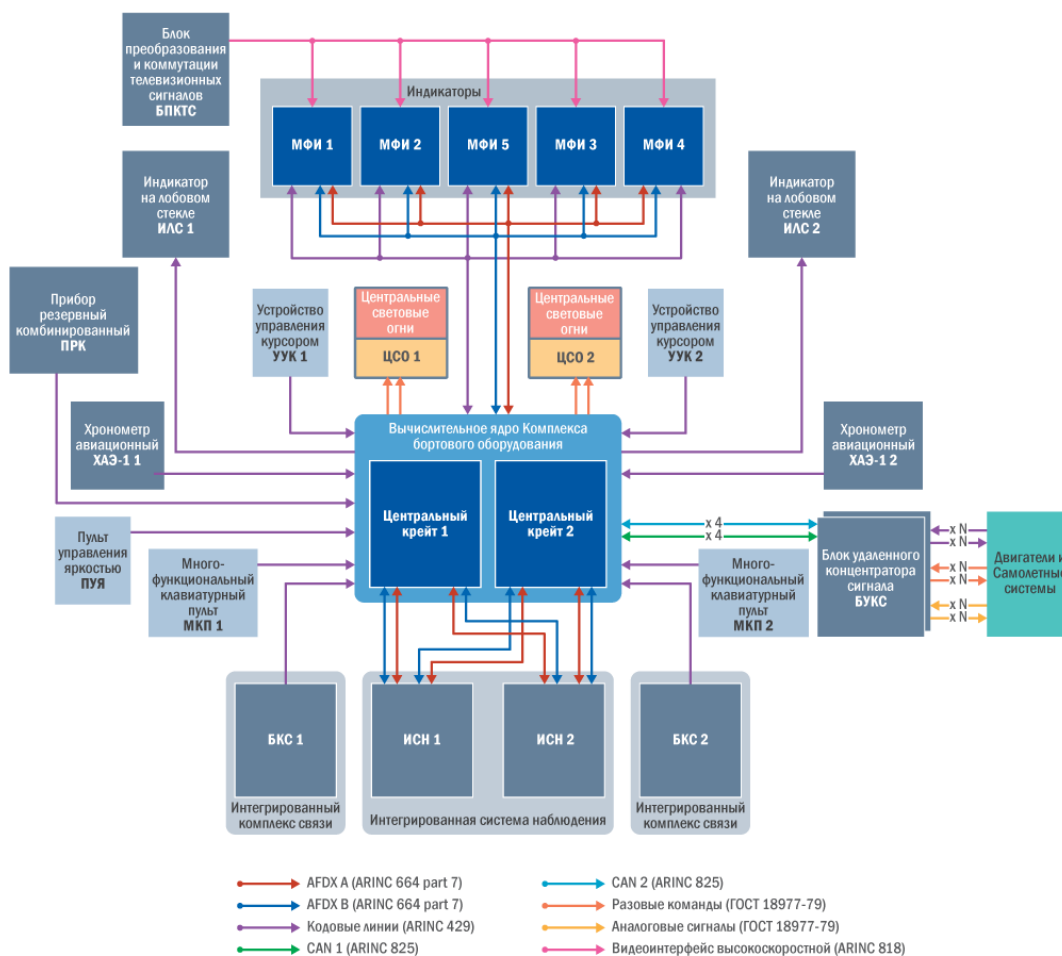 Блок
преобразования
и коммутации
телевизионных
сигналов
БПКТС
Индикаторы
МФИ 1
МФИ 2
МФИ 5
МФИ 3
МФИ 4
Индикатор
на лобовом
стекле
ИЛС 1
Индикатор
на лобовом
стекле
ИЛС 2
Прибор
резервный
комбинированный
ПРК
Устройство
управления
курсором
УУК 1
Центральные
световые
огни
ЦСО 1
Центральные
световые
огни
ЦСО 2
Устройство
управления
курсором
УУК 2
Хронометр
авиационный
ХАЭ-1 1
Вычислительное ядро Комплекса
бортового оборудования
Хронометр
авиационный
ХАЭ-1 2
Центральный
крейт 1
Центральный
крейт 2
Пульт
управления
яркостью
ПУЯ
Много-
функциональный
клавиатурный
пульт
МКП 1
Много-
функциональный
клавиатурный
пульт
МКП 2
x 4
x 4
Блок удаленного
концентратора
сигнала
БУКС
x N
x N
x N
x N
x N
x N
Двигатели и
Самолетные
системы
БКС 1
ИСН 1
ИСН 2
БКС 2
Интегрированный
комплекс связи
Интегрированная система наблюдения
Интегрированный
комплекс связи
AFDX A (ARINC 664 part 7)
AFDX B (ARINC 664 part 7)
Кодовые линии (ARINC 429)
CAN 1 (ARINC 825)
CAN 2 (ARINC 825)
Разовые команды (ГОСТ 18977-79)
Аналоговые сигналы (ГОСТ 18977-79)
Видеоинтерфейс высокоскоростной (ARINC 818)